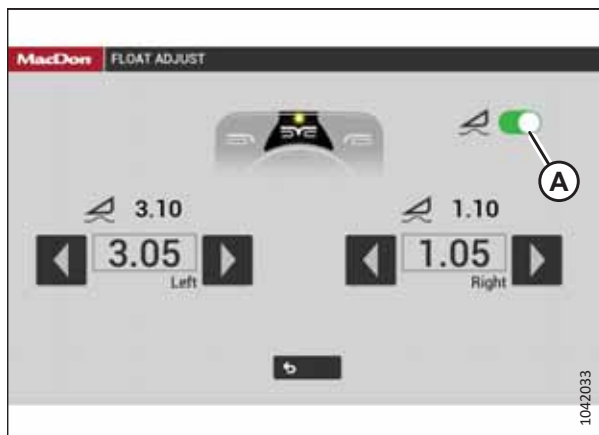 MacDon FLOAT ADJUST
A
3.10 1.10
3.05 1.05
Left Right
1042033